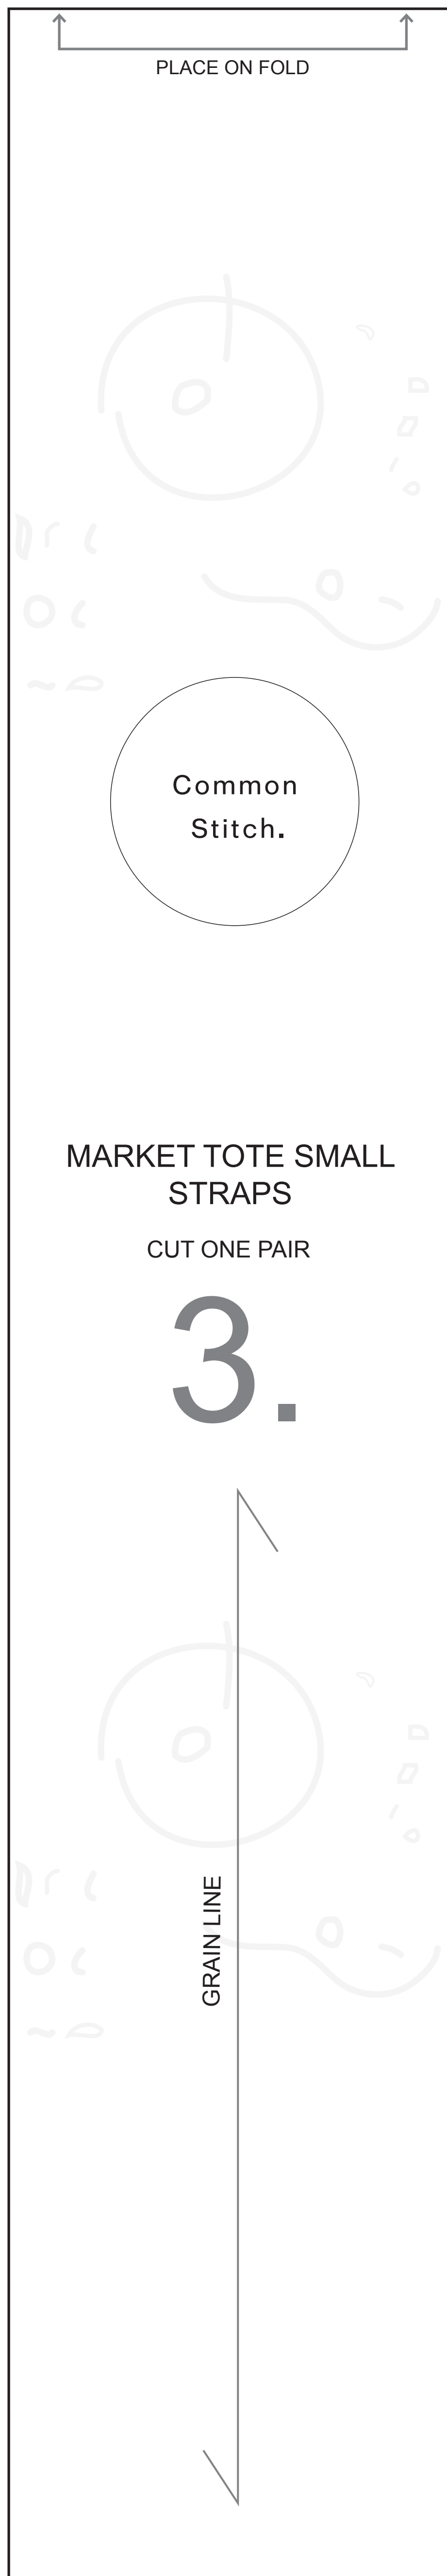 PLACE ON FOLD
Common
Stitch.
MARKET TOTE SMALL
STRAPS
CUT ONE PAIR
3.
GRAIN LINE